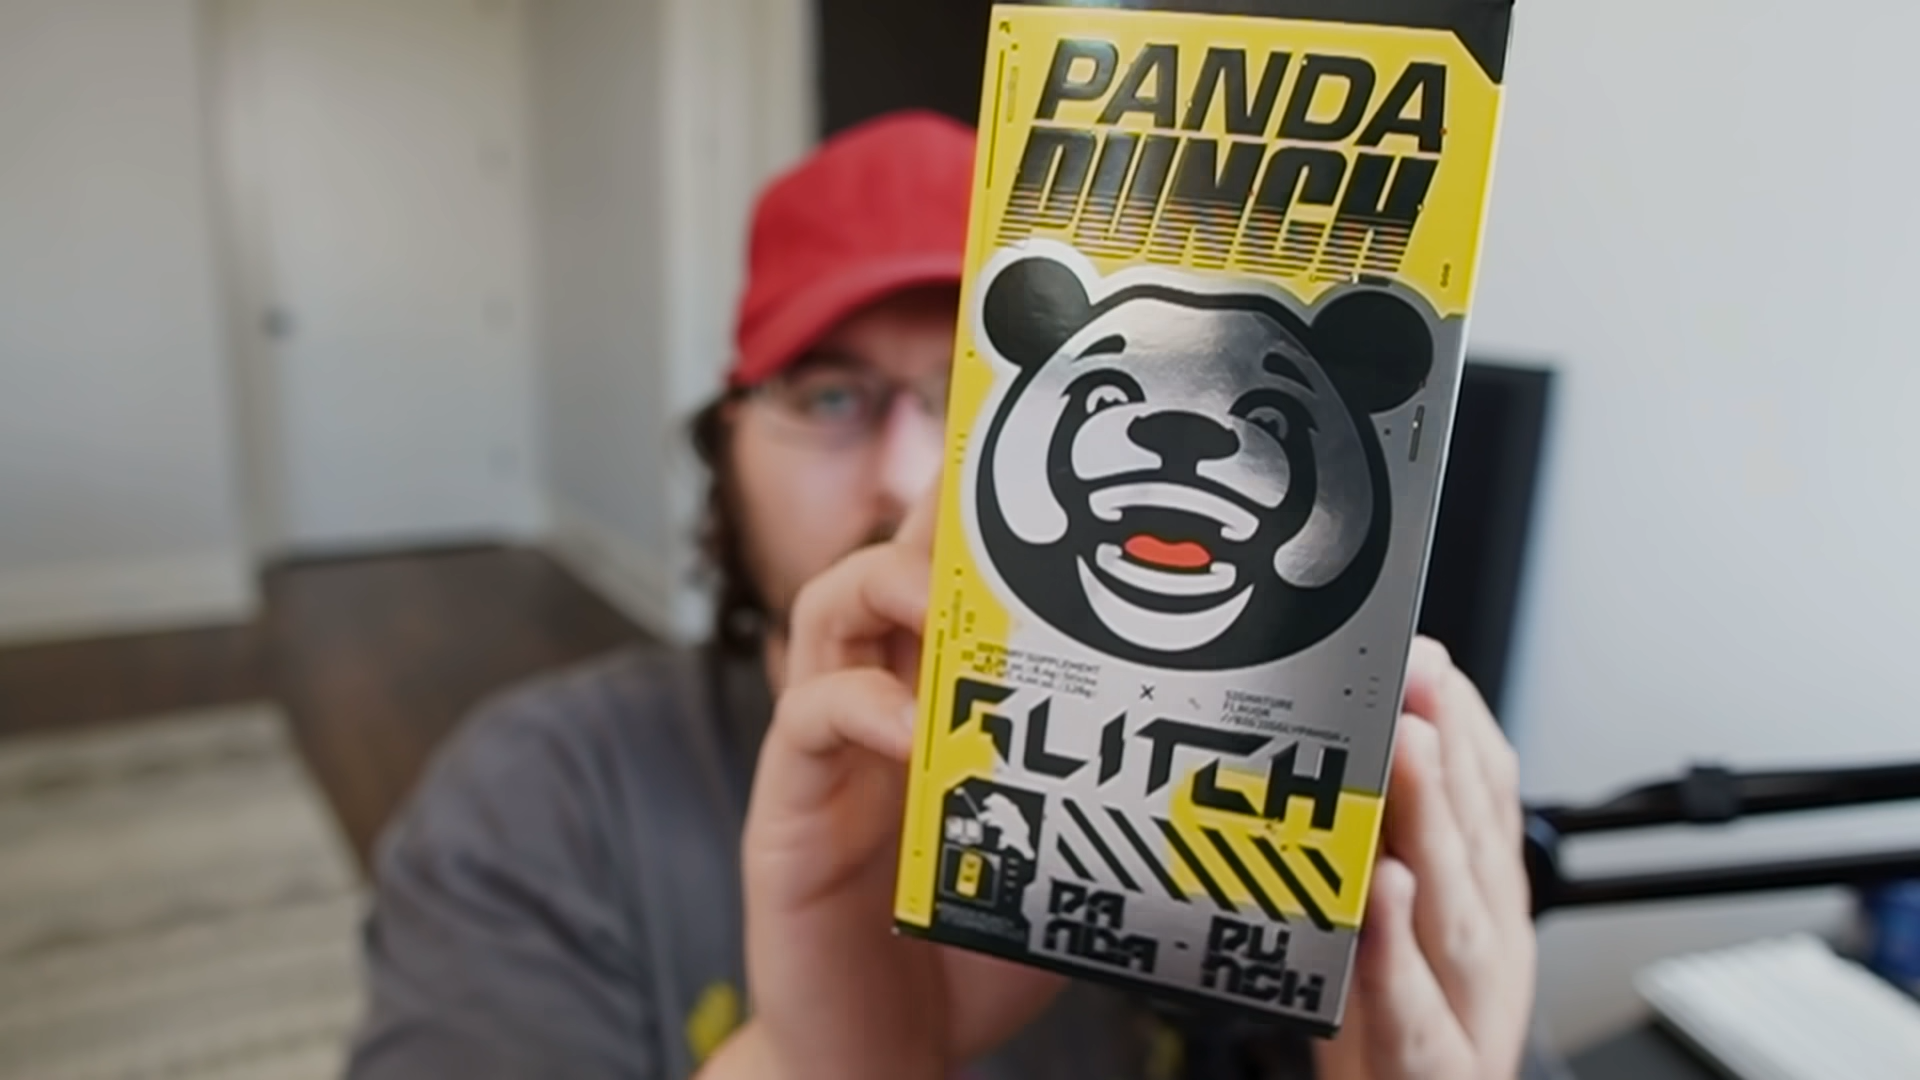 PANDA
PUNCH
DIETARY SUPPLEMENT
X
SIGNATURE
FLAVOR
GLITCH
PA
NDA
-
PU
NCH